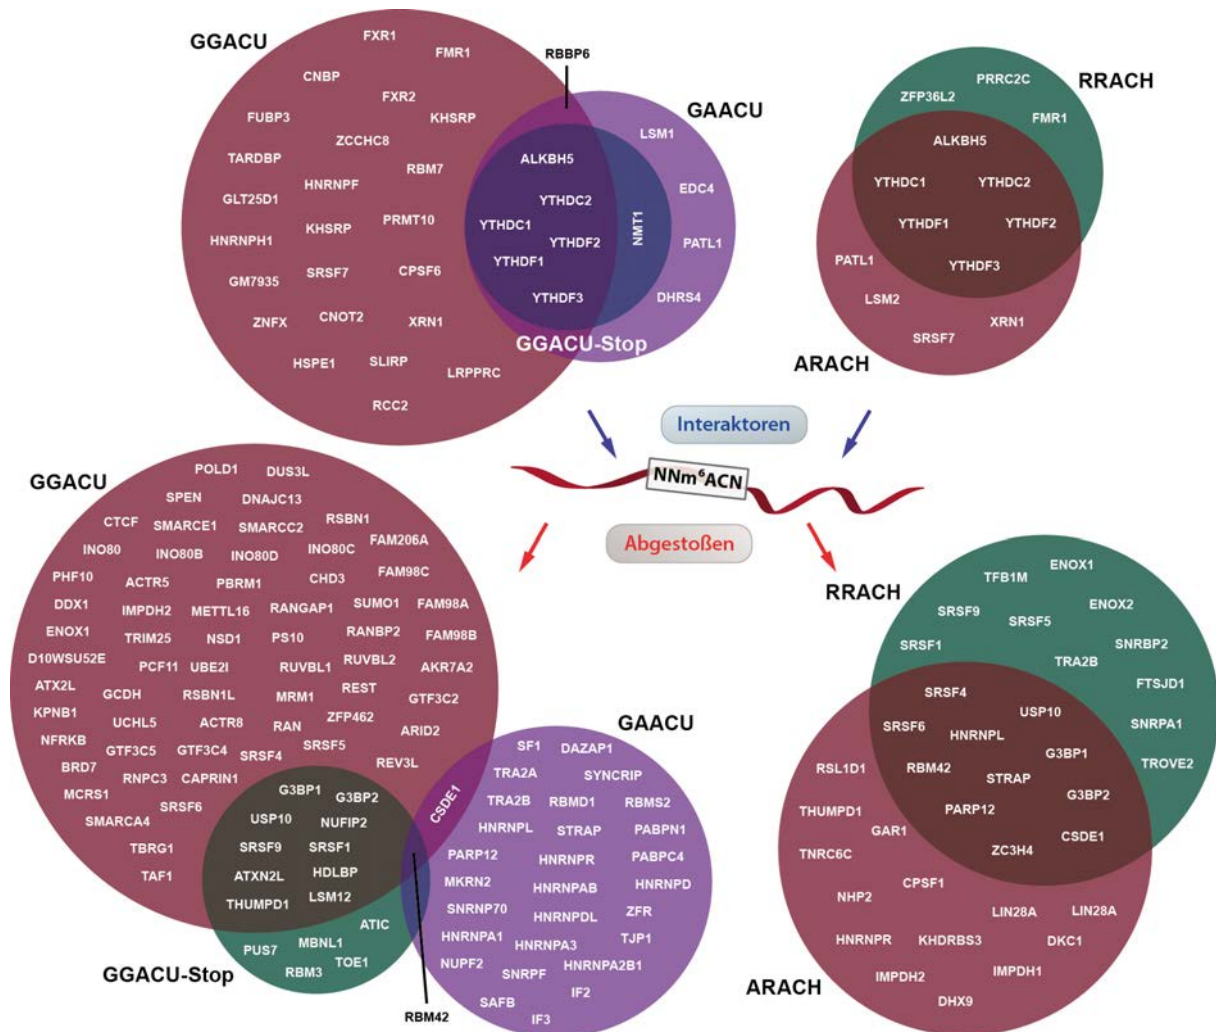 GGACU
FXR1
FMR1
RBBP6
CNBP
FXR2
FUBP3
KHSRP
ZCCHC8
TARDBP
RBM7
HNRNPF
GLT25D1
PRMT10
KHSRP
HNRNPH1
SRSF7
CPSF6
GM7935
CNOT2
XRN1
ZNFX
HSPE1
SLIRP
LRPPRC
RCC2
GAACU
LSM1
ALKBH5
EDC4
YTHDC2
YTHDC1
NMT1
YTHDF2
PATL1
YTHDF1
YTHDF3
DHRS4
GGACU-Stop
RRACH
PRRC2C
ZFP36L2
FMR1
ALKBH5
YTHDC1
YTHDC2
YTHDF1
YTHDF2
YTHDF3
PATL1
LSM2
XRN1
SRSF7
ARACH
Interaktoren
NNm⁶ACN
Abgestoßen
GGACU
POLD1
DUS3L
SPEN
DNAJC13
CTCF
SMARCE1
SMARCC2
RSBN1
FAM206A
INO80
INO80B
INO80D
INO80C
PHF10
ACTR5
PBRM1
CHD3
FAM98C
DDX1
IMPDH2
METTL16
RANGAP1
SUMO1
FAM98A
ENOX1
TRIM25
NSD1
PS10
RANBP2
FAM98B
D10WSU52E
PCF11
UBE2I
RUVBL1
RUVBL2
AKR7A2
ATX2L
GCDH
RSBN1L
MRM1
REST
GTF3C2
KPNB1
UCHL5
ACTR8
RAN
ZFP462
ARID2
NFRKB
GTF3C5
GTF3C4
SRSF4
SRSF5
REV3L
BRD7
RNPC3
CAPRIN1
MCRS1
SRSF6
SMARCA4
TBRG1
TAF1
G3BP1
G3BP2
USP10
NUFIP2
SRSF9
SRSF1
ATXN2L
HDLBP
THUMPD1
LSM12
ATIC
PUS7
MBNL1
TOE1
RBM3
GGACU-Stop
CSDE1
RBM42
GAACU
SF1
DAZAP1
TRA2A
SYNCRIP
TRA2B
RBMD1
RBMS2
HNRNPL
STRAP
PABPN1
PARP12
HNRNPR
PABPC4
MKRN2
HNRNPAB
HNRNPD
SNRNP70
HNRNPDL
ZFR
HNRNPA1
HNRNPA3
TJP1
NUPF2
SNRPF
HNRNPA2B1
SAFB
IF2
IF3
RRACH
ENOX1
TFB1M
SRSF9
ENOX2
SRSF5
SRSF1
SNRBP2
TRA2B
FTSJD1
SNRPA1
TROVE2
SRSF4
USP10
SRSF6
HNRNPL
G3BP1
RBM42
STRAP
G3BP2
PARP12
CSDE1
ZC3H4
RSL1D1
THUMPD1
GAR1
TNRC6C
NHP2
CPSF1
LIN28A
LIN28A
HNRNPR
KHDRBS3
DKC1
IMPDH2
IMPDH1
DHX9
ARACH